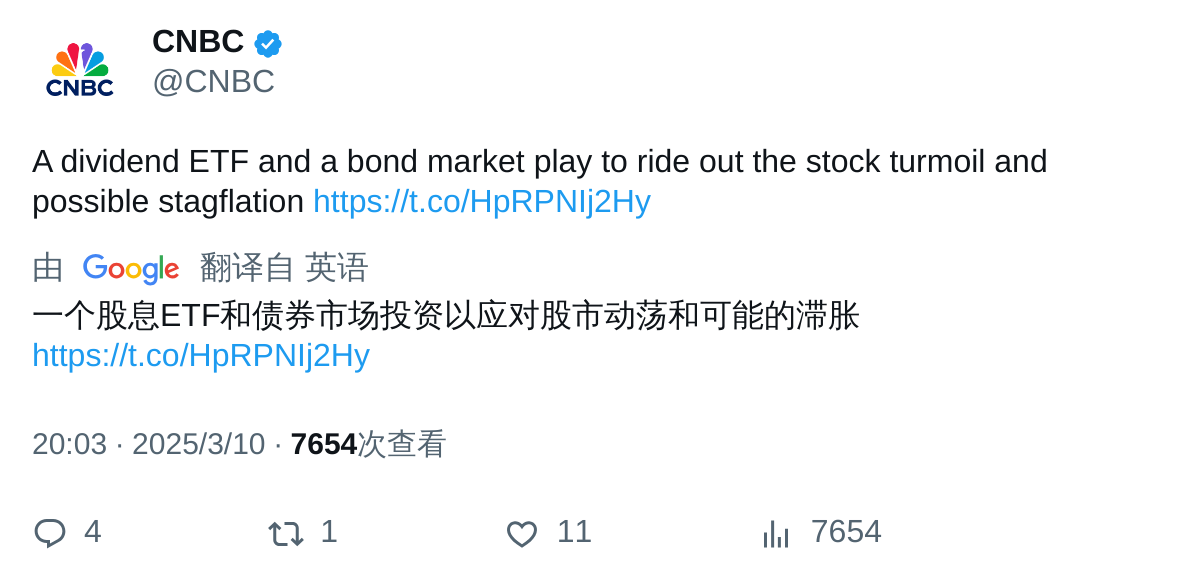 CNBC
CNBC
@CNBC
A dividend ETF and a bond market play to ride out the stock turmoil and
possible stagflation https://t.co/HpRPNIj2Hy
由 Google 翻译自 英语
一个股息ETF和债券市场投资以应对股市动荡和可能的滞胀
https://t.co/HpRPNIj2Hy
20:03 · 2025/3/10 · 7654次查看
4 1 11 7654